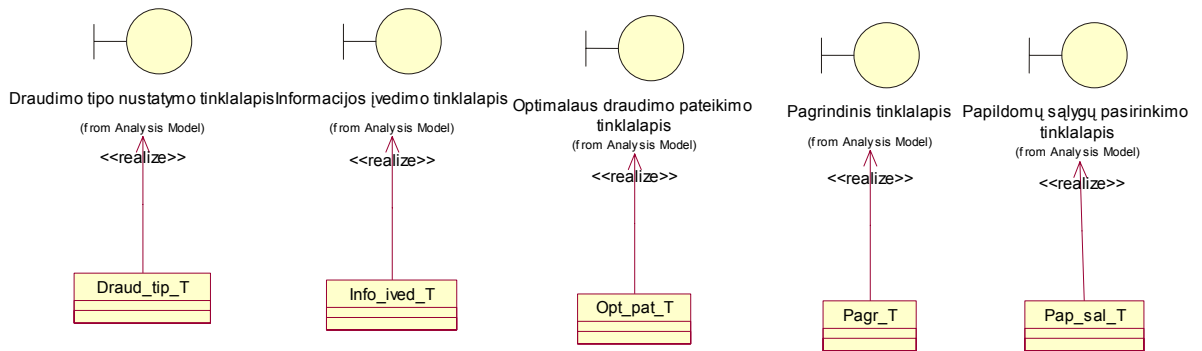 Draudimo tipo nustatymo tinklalapis
(from Analysis Model)
<<realize>>
Draud_tip_T
Informacijos įvedimo tinklalapis
(from Analysis Model)
<<realize>>
Info_ived_T
Optimalaus draudimo pateikimo
tinklalapis
(from Analysis Model)
<<realize>>
Opt_pat_T
Pagrindinis tinklalapis
(from Analysis Model)
<<realize>>
Pagr_T
Papildomų sąlygų pasirinkimo
tinklalapis
(from Analysis Model)
<<realize>>
Pap_sal_T